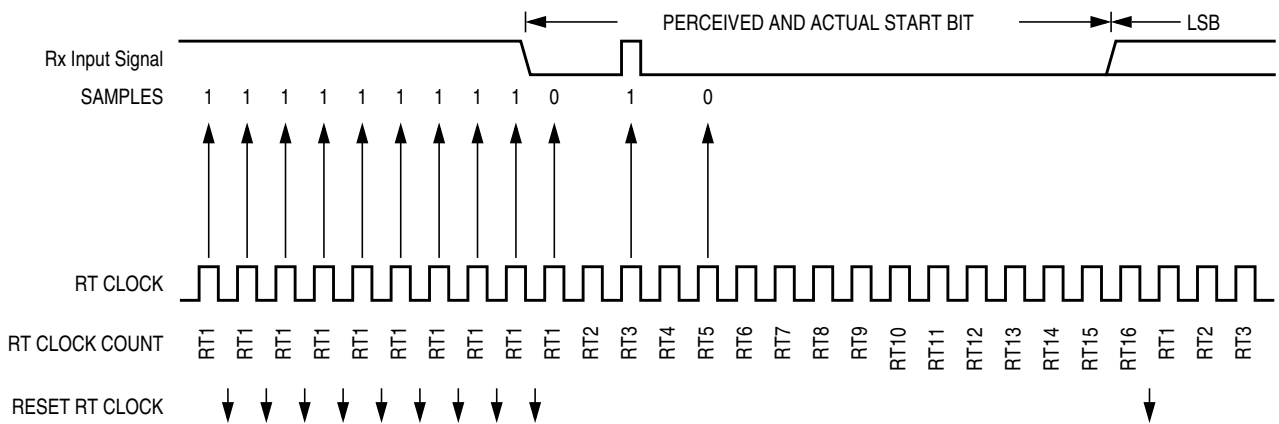 PERCEIVED AND ACTUAL START BIT LSB
Rx Input Signal
SAMPLES 1 1 1 1 1 1 1 1 1 0 1 0
RT CLOCK
RT CLOCK COUNT RT1 RT1 RT1 RT1 RT1 RT1 RT1 RT1 RT1 RT1 RT2 RT3 RT4 RT5 RT6 RT7 RT8 RT9 RT10 RT11 RT12 RT13 RT14 RT15 RT16 RT1 RT2 RT3
RESET RT CLOCK